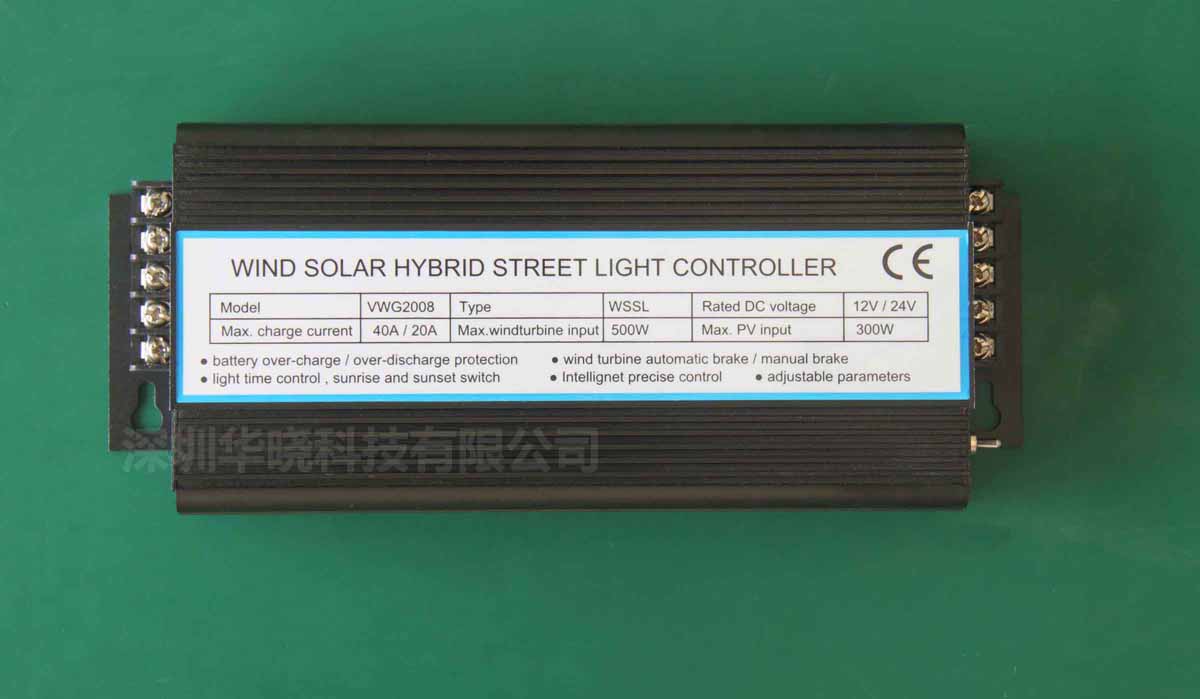 WIND SOLAR HYBRID STREET LIGHT CONTROLLER CE
Model VWG2008 Type WSSL Rated DC voltage 12V / 24V
Max. charge current 40A / 20A Max.windturbine input 500W Max. PV input 300W
● battery over-charge / over-discharge protection ● wind turbine automatic brake / manual brake
● light time control , sunrise and sunset switch ● Intellignet precise control ● adjustable parameters
深圳华晓科技有限公司